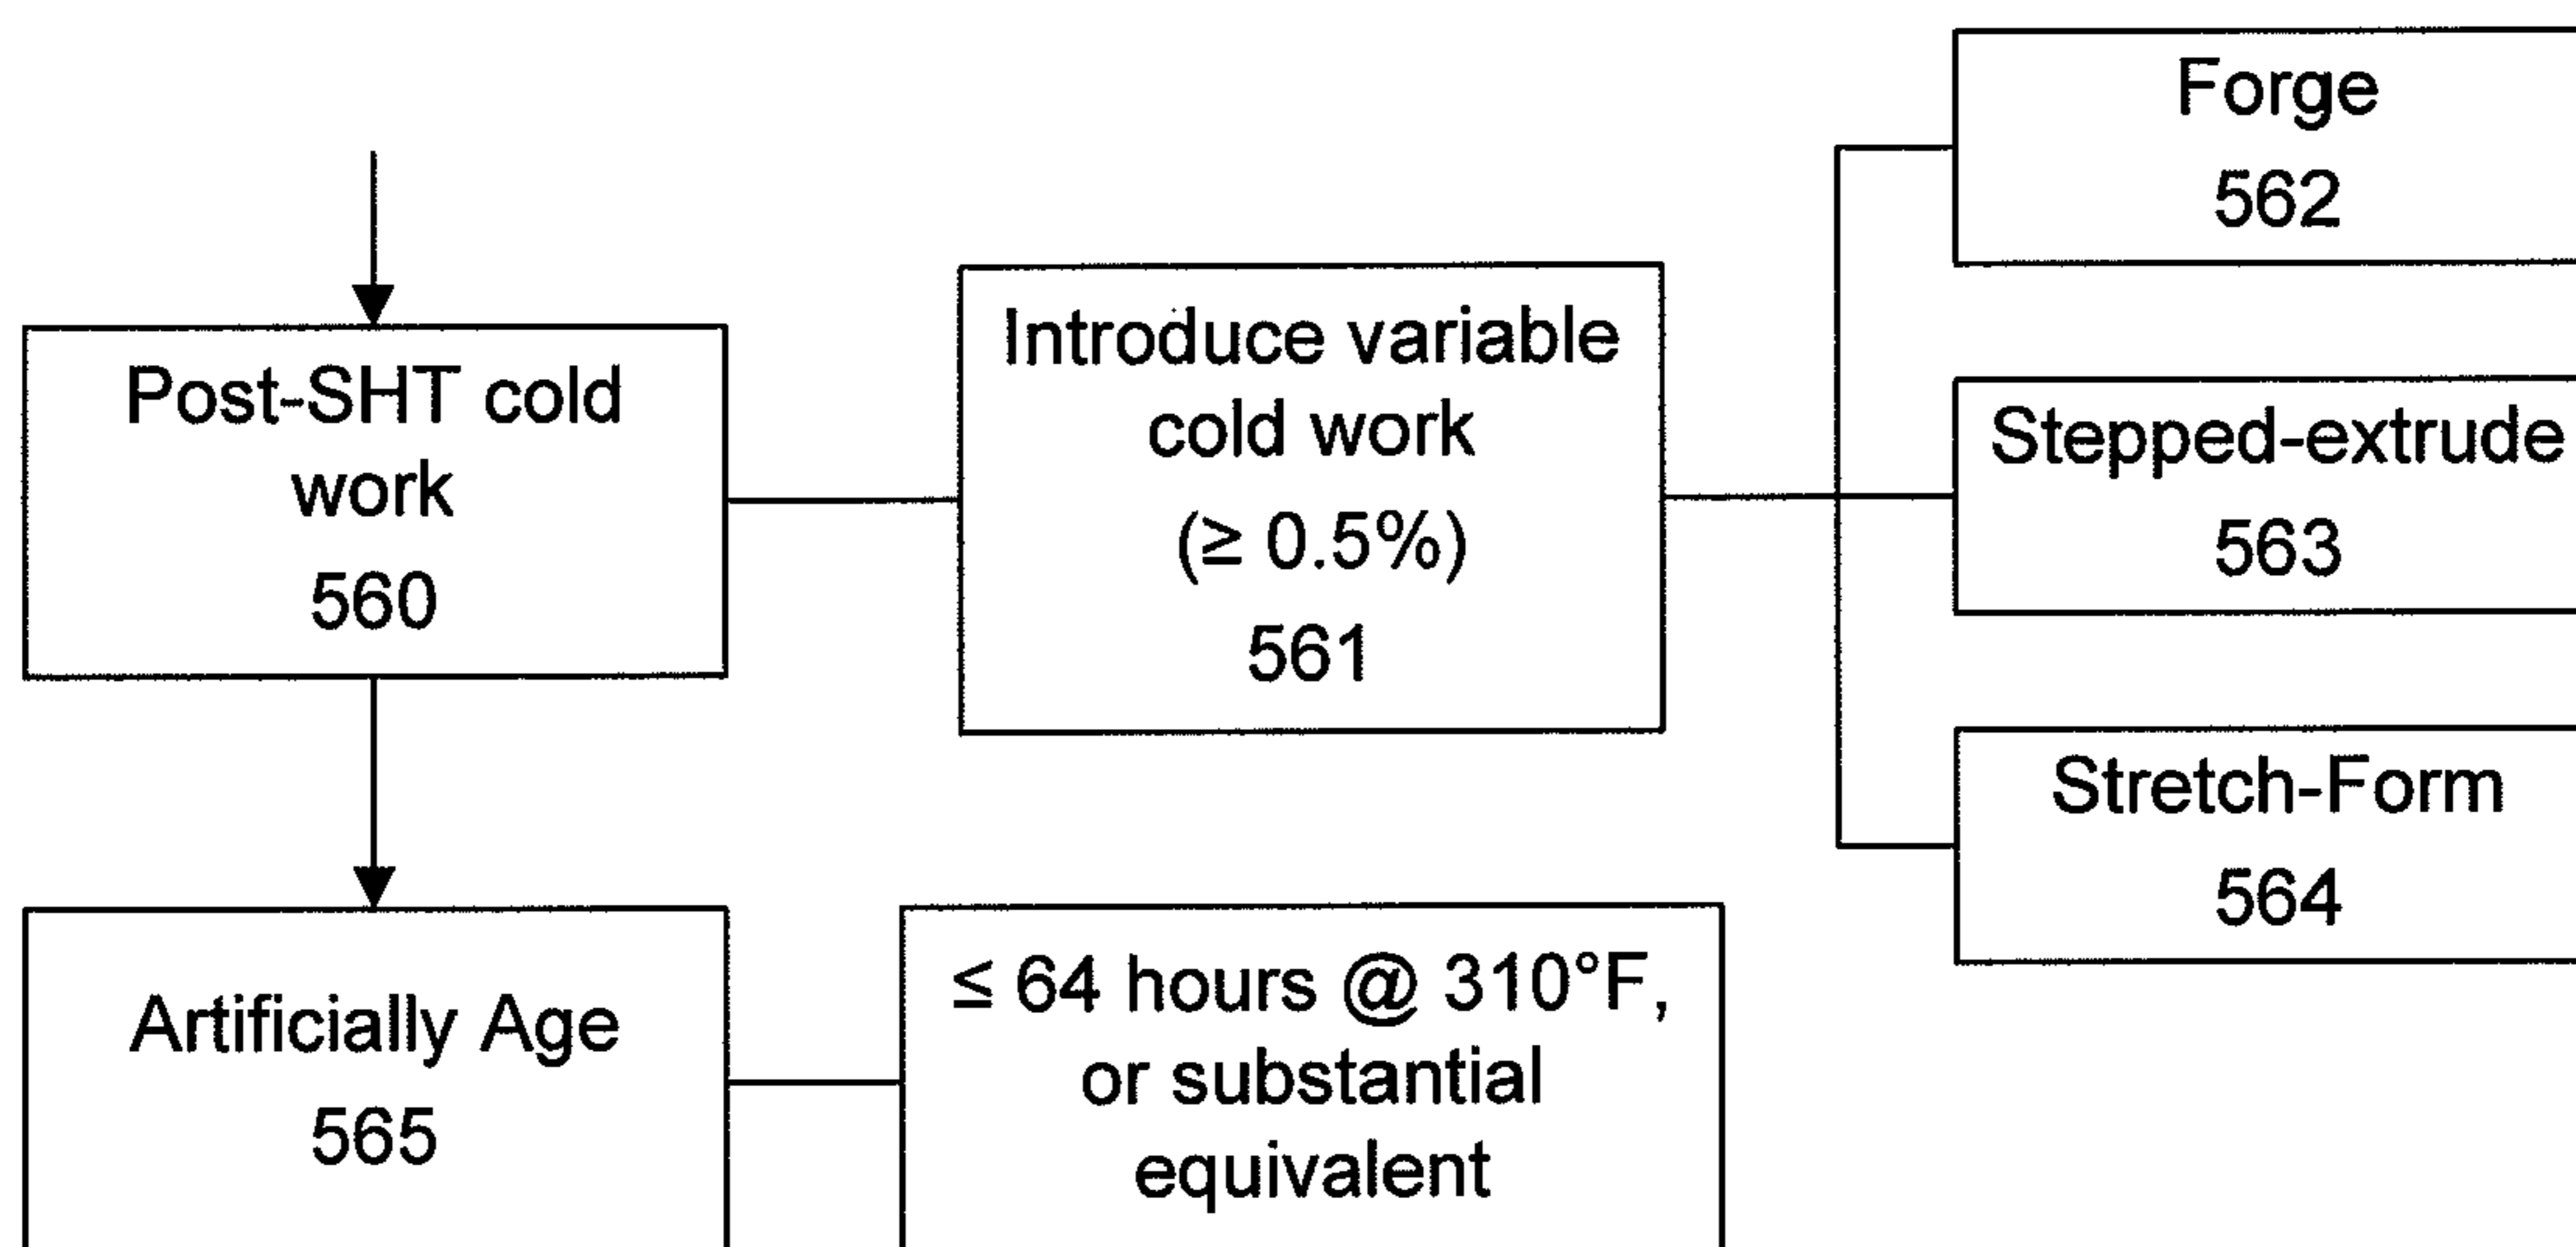 Post-SHT cold
work
560
Introduce variable
cold work
(≥ 0.5%)
561
Forge
562
Stepped-extrude
563
Stretch-Form
564
Artificially Age
565
≤ 64 hours @ 310°F,
or substantial
equivalent